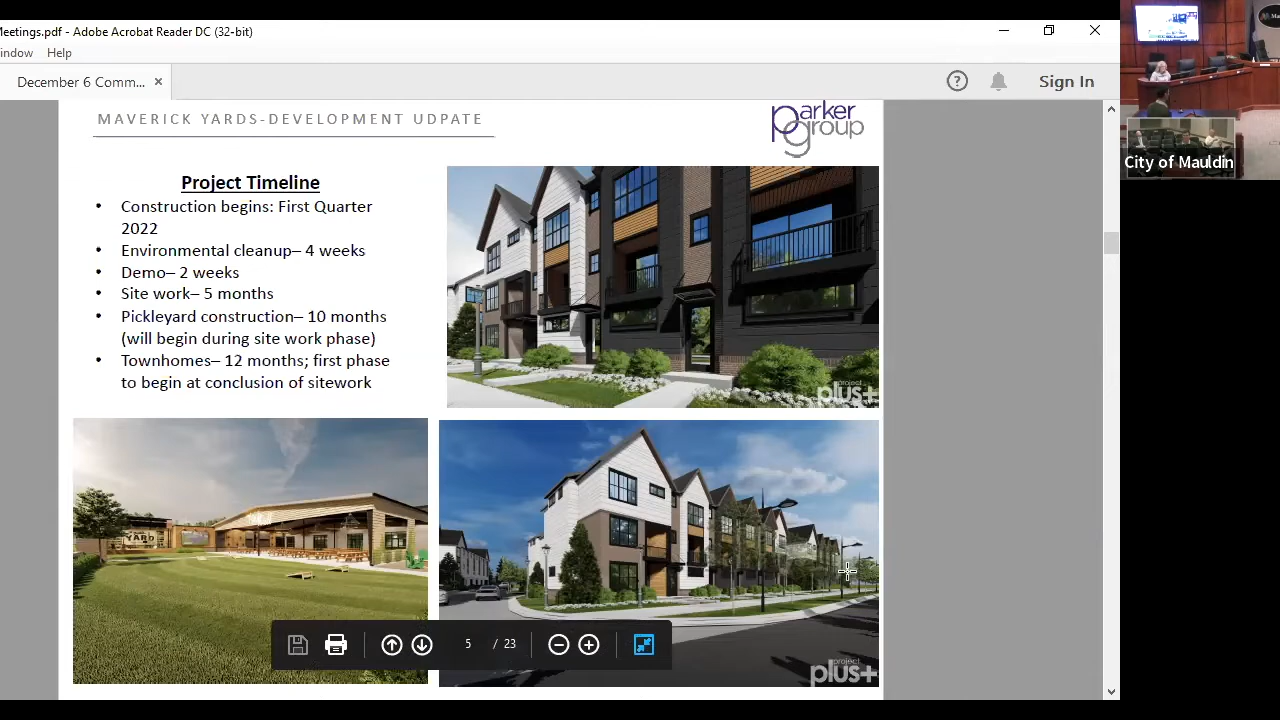 Meetings.pdf - Adobe Acrobat Reader DC (32-bit)
indow Help
December 6 Comm... ×
? Sign In
MAVERICK YARDS-DEVELOPMENT UDPATE
parker
group
Project Timeline
• Construction begins: First Quarter
2022
• Environmental cleanup– 4 weeks
• Demo– 2 weeks
• Site work– 5 months
• Pickleyard construction– 10 months
(will begin during site work phase)
• Townhomes– 12 months; first phase
to begin at conclusion of sitework
project
plus+
YARD
project
plus+
5 / 23
City of Mauldin